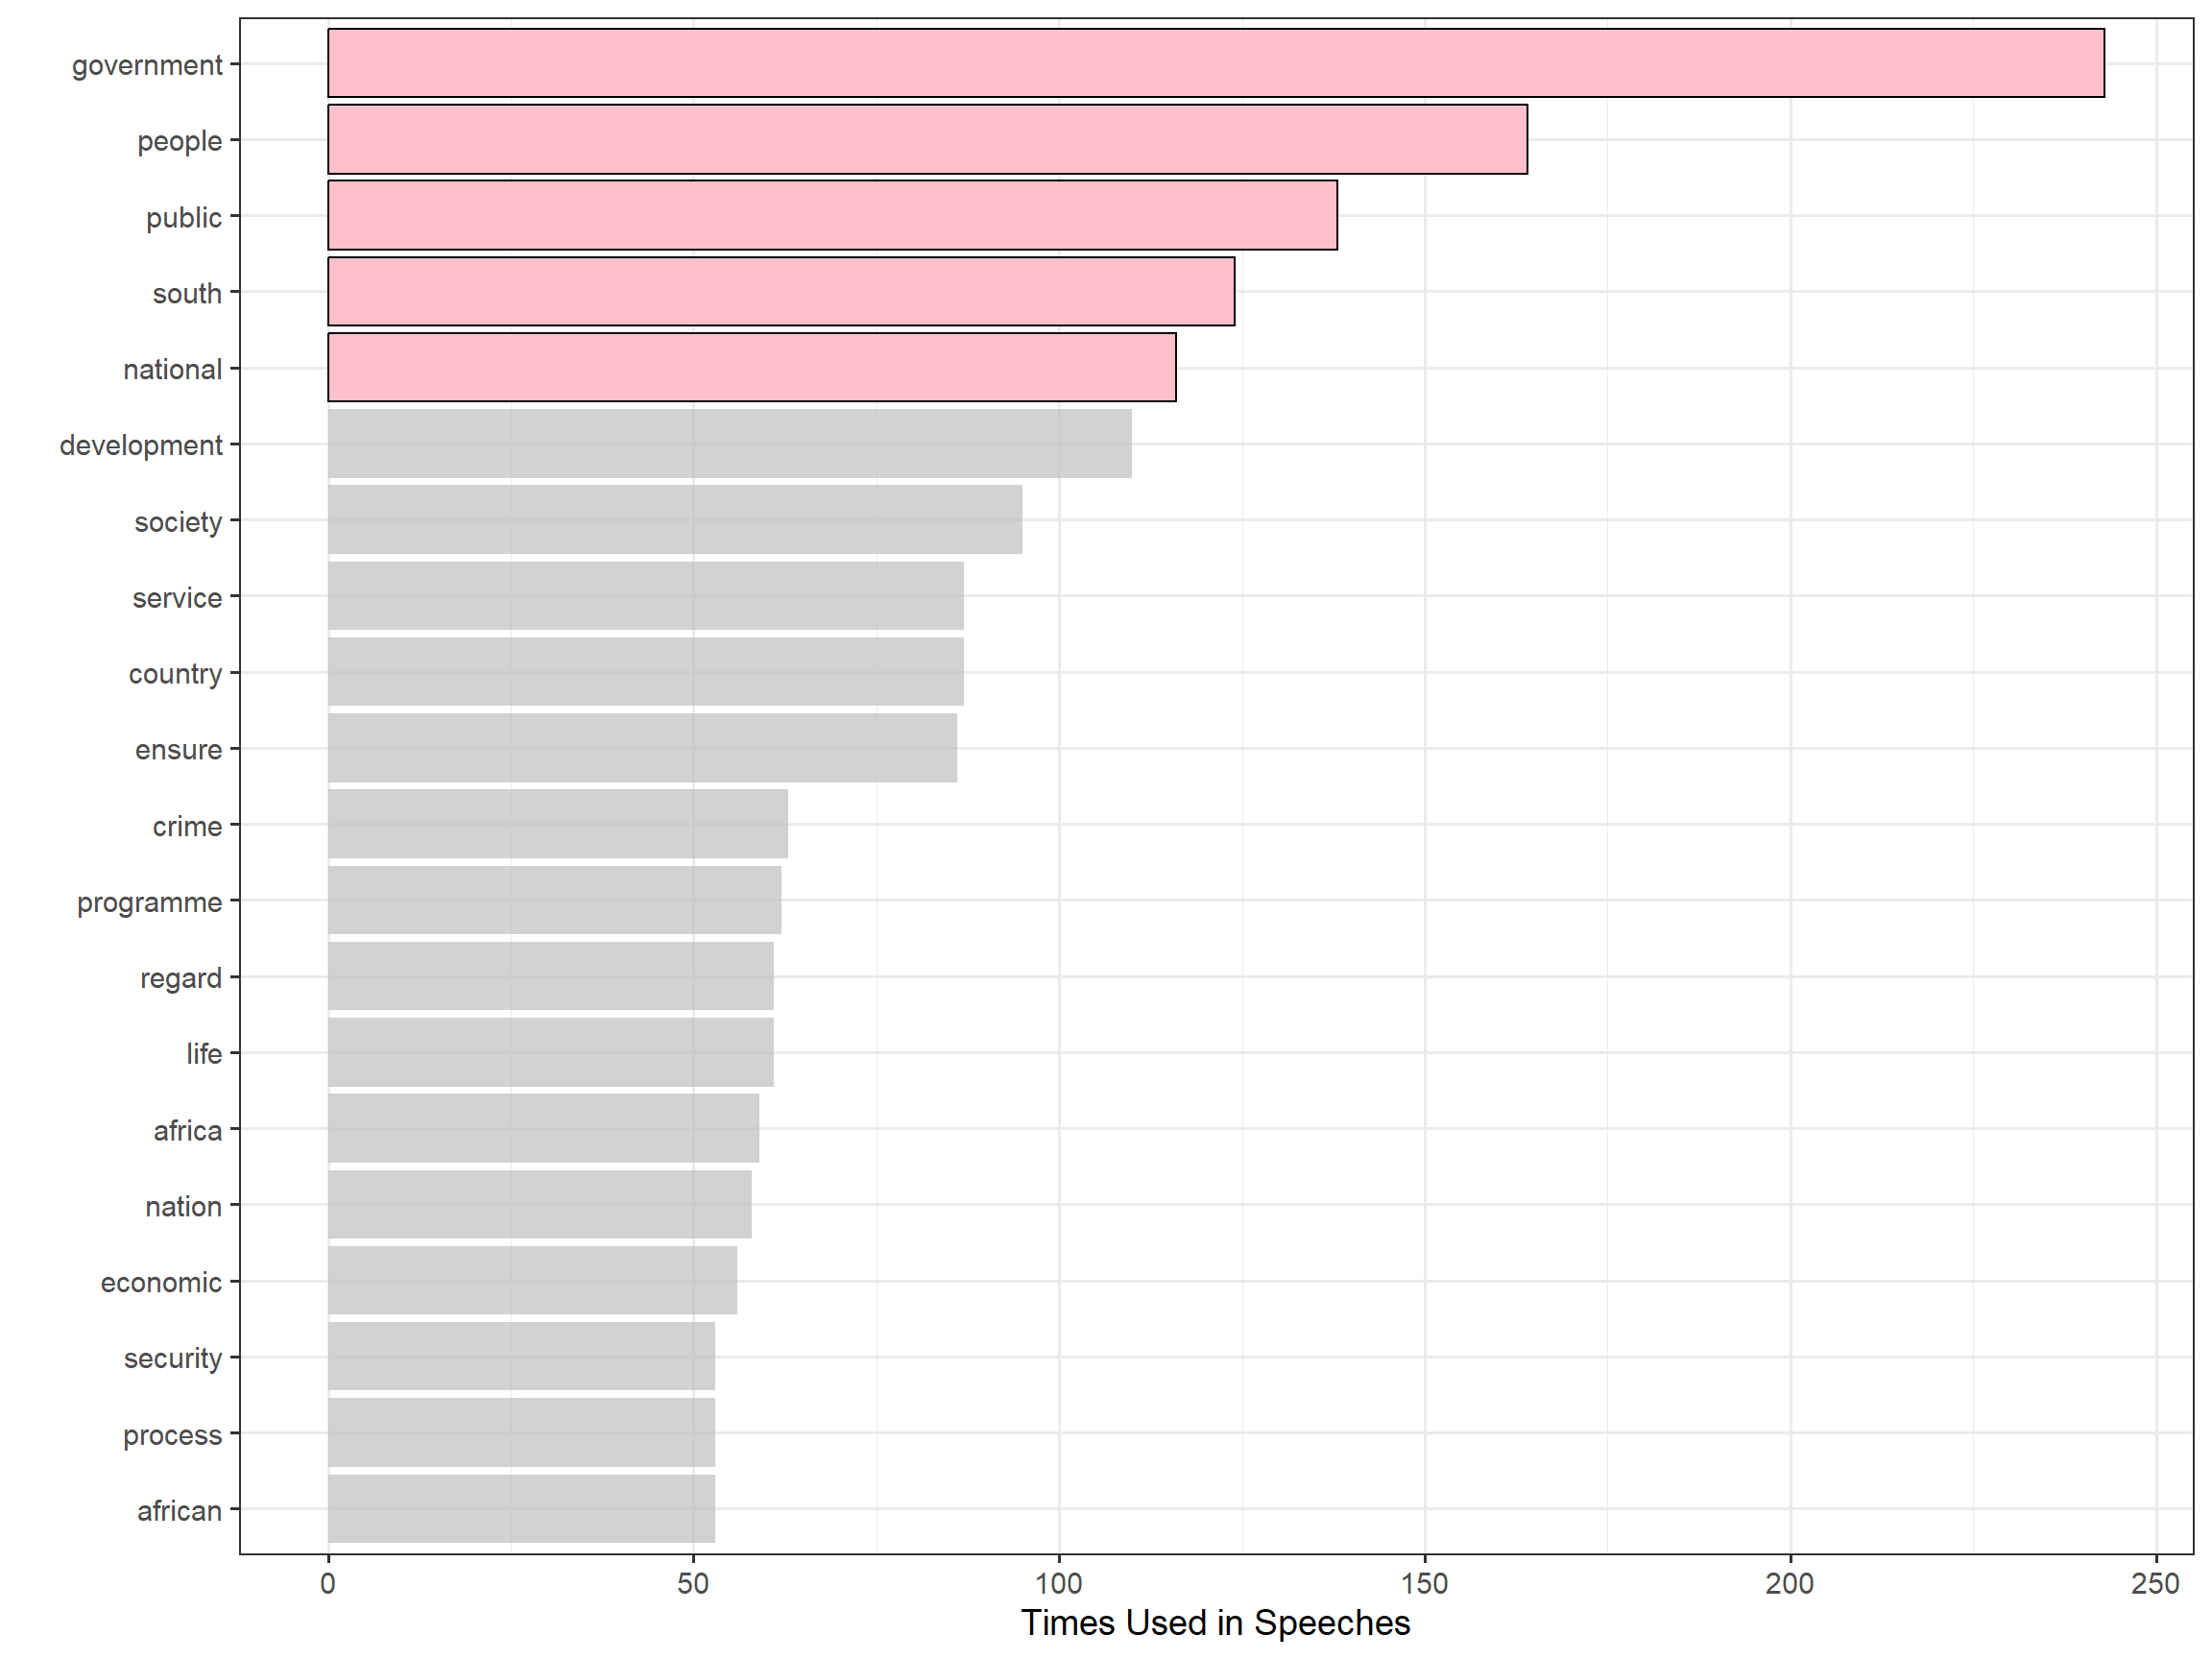 government
people
public
south
national
development
society
service
country
ensure
crime
programme
regard
life
africa
nation
economic
security
process
african
0 50 100 150 200 250
Times Used in Speeches